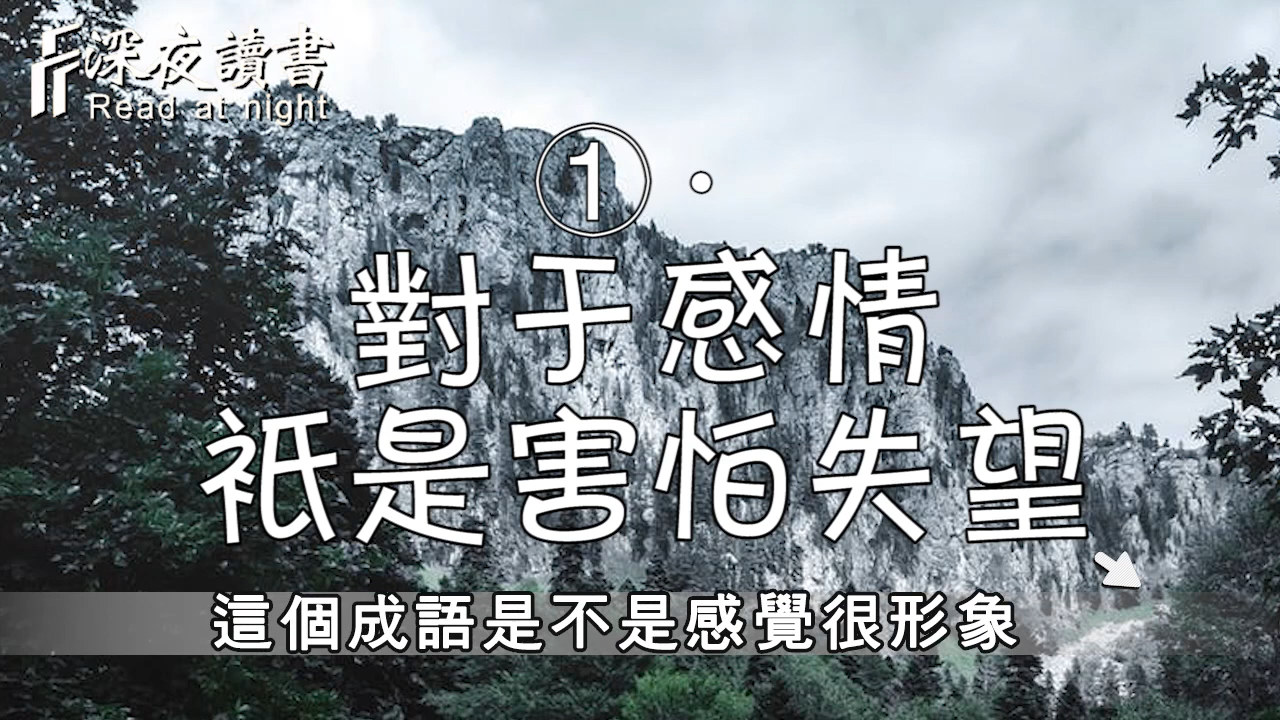 深夜讀書
Read at night
①·
對于感情
衹是害怕失望
這個成語是不是感覺很形象